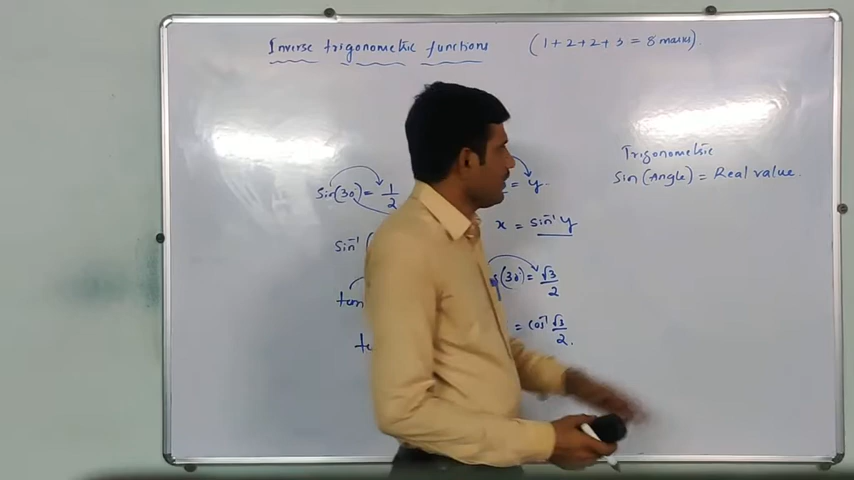 Inverse trigonometric functions (1+2+2+3 = 8 marks).
Trigonometric
Sin(Angle) = Real value.
Sin(30°) = 1/2
= y.
x = sin⁻¹ y
Sin⁻¹(
(30°) = √3/2
tan
= cos⁻¹ √3/2.